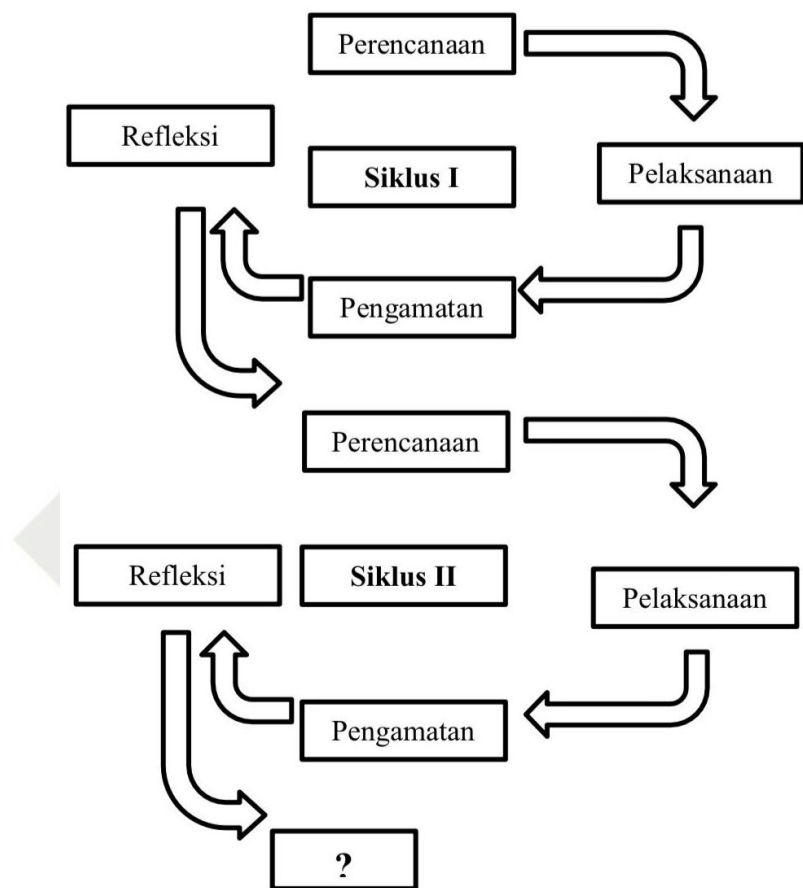 Perencanaan
Refleksi
Siklus I
Pelaksanaan
Pengamatan
Perencanaan
Refleksi
Siklus II
Pelaksanaan
Pengamatan
?